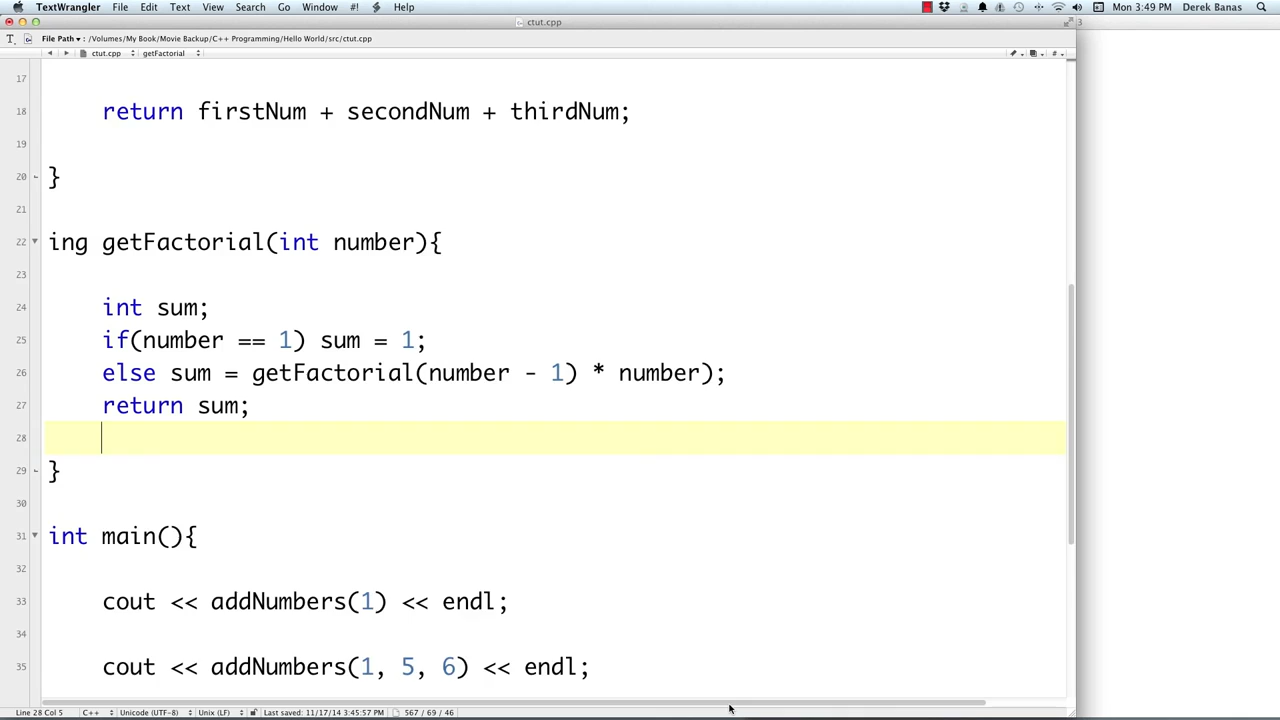 TextWrangler File Edit Text View Search Go Window #! Help Mon 3:49 PM Derek Banas
ctut.cpp
File Path ▾ : /Volumes/My Book/Movie Backup/C++ Programming/Hello World/src/ctut.cpp
ctut.cpp getFactorial
17
18 return firstNum + secondNum + thirdNum;
19
20 }
21
22 ing getFactorial(int number){
23
24 int sum;
25 if(number == 1) sum = 1;
26 else sum = getFactorial(number - 1) * number);
27 return sum;
28
29 }
30
31 int main(){
32
33 cout << addNumbers(1) << endl;
34
35 cout << addNumbers(1, 5, 6) << endl;
Line 28 Col 5 C++ Unicode (UTF-8) Unix (LF) Last saved: 11/17/14 3:45:57 PM 567 / 69 / 46